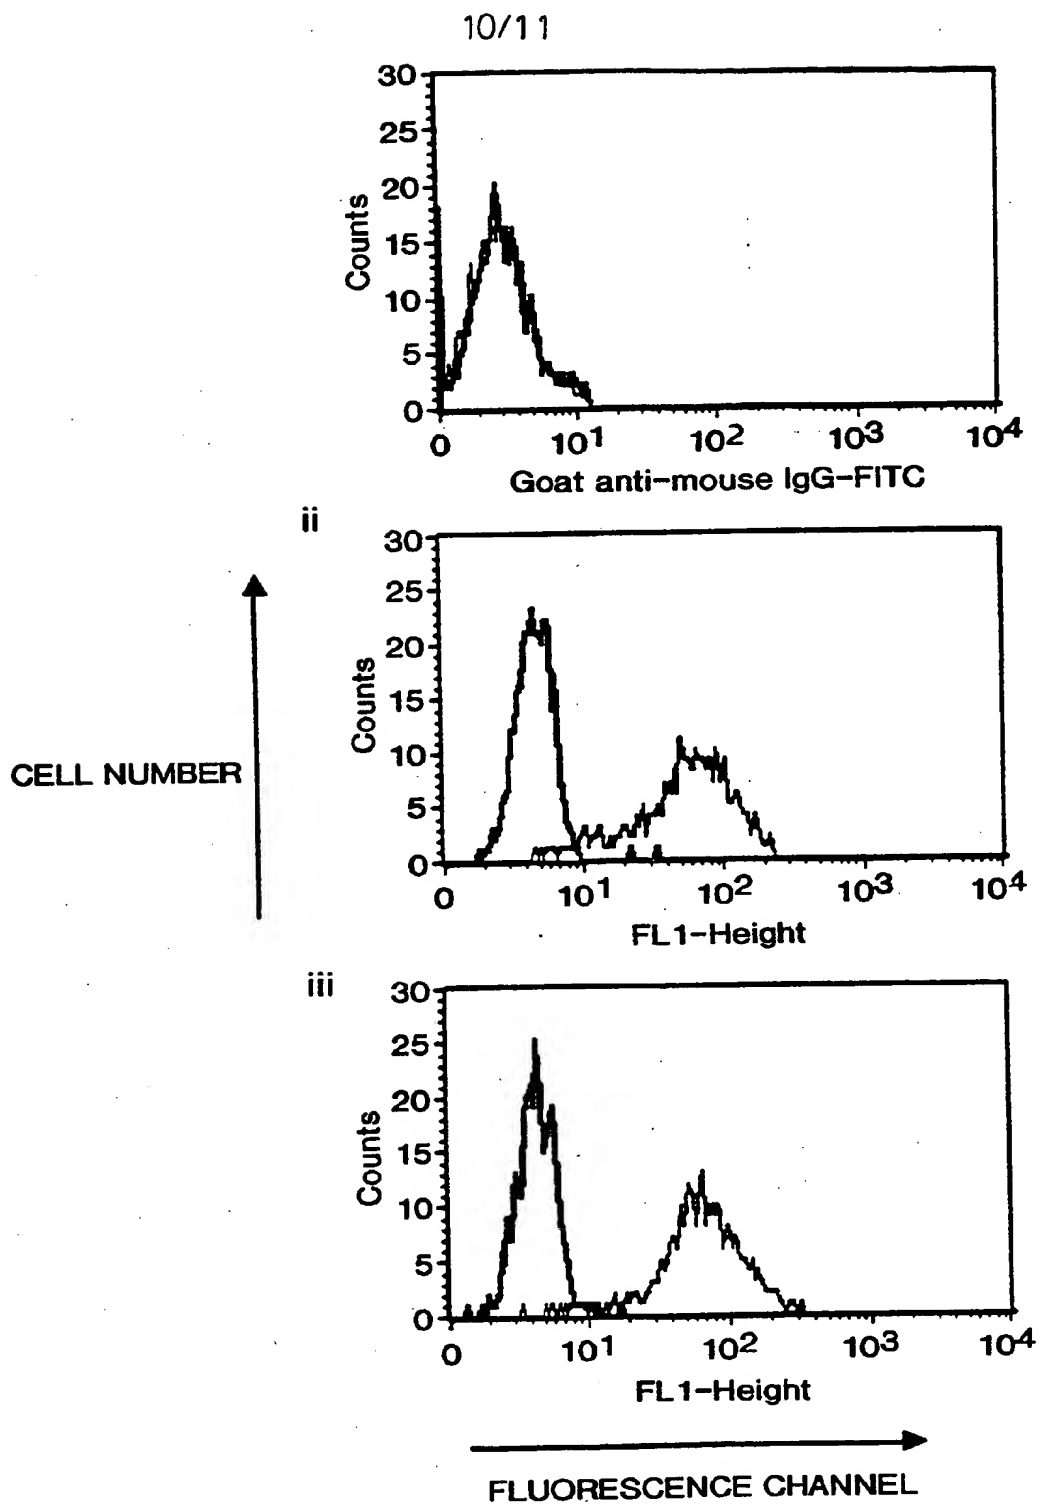 10/11
30
25
20
15
10
5
0
Counts
0 10¹ 10² 10³ 10⁴
Goat anti-mouse IgG-FITC
ii
30
25
20
15
10
5
0
Counts
0 10¹ 10² 10³ 10⁴
FL1-Height
CELL NUMBER
iii
30
25
20
15
10
5
0
Counts
0 10¹ 10² 10³ 10⁴
FL1-Height
FLUORESCENCE CHANNEL